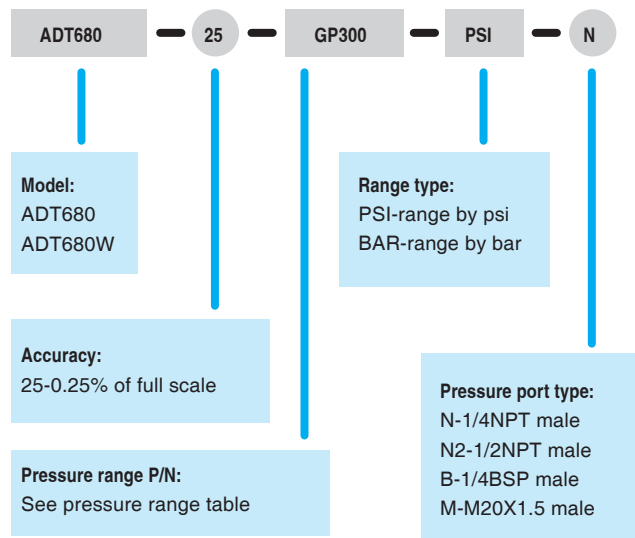 ADT680 25 GP300 PSI N
Model:
ADT680
ADT680W
Range type:
PSI-range by psi
BAR-range by bar
Accuracy:
25-0.25% of full scale
Pressure port type:
N-1/4NPT male
N2-1/2NPT male
B-1/4BSP male
M-M20X1.5 male
Pressure range P/N:
See pressure range table